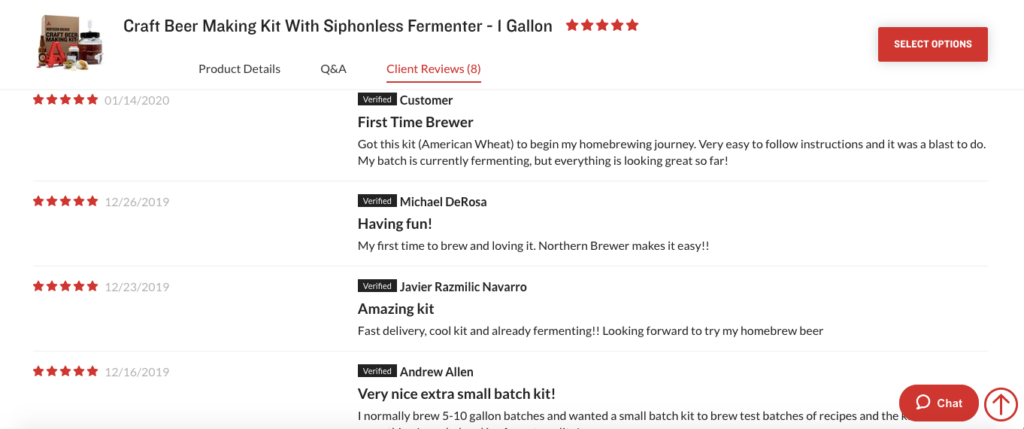 Craft Beer Making Kit With Siphonless Fermenter - 1 Gallon
SELECT OPTIONS
Product Details
Q&A
Client Reviews (8)
01/14/2020
Verified Customer
First Time Brewer
Got this kit (American Wheat) to begin my homebrewing journey. Very easy to follow instructions and it was a blast to do.
My batch is currently fermenting, but everything is looking great so far!
12/26/2019
Verified Michael DeRosa
Having fun!
My first time to brew and loving it. Northern Brewer makes it easy!!
12/23/2019
Verified Javier Razmilic Navarro
Amazing kit
Fast delivery, cool kit and already fermenting!! Looking forward to try my homebrew beer
12/16/2019
Verified Andrew Allen
Very nice extra small batch kit!
I normally brew 5-10 gallon batches and wanted a small batch kit to brew test batches of recipes and the
Chat